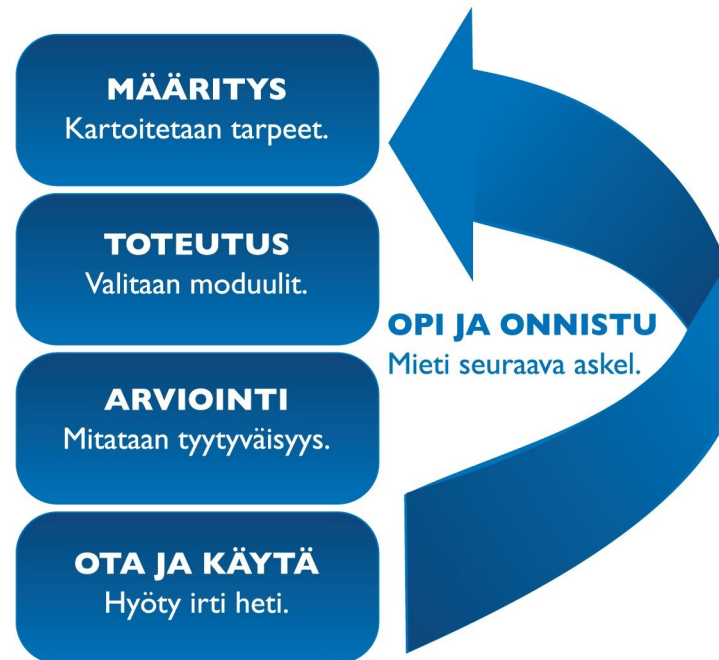 MÄÄRITYS
Kartoitetaan tarpeet.
TOTEUTUS
Valitaan moduulit.
ARVIOINTI
Mitataan tyytyväisyys.
OTA JA KÄYTÄ
Hyöty irti heti.
OPI JA ONNISTU
Mieti seuraava askel.